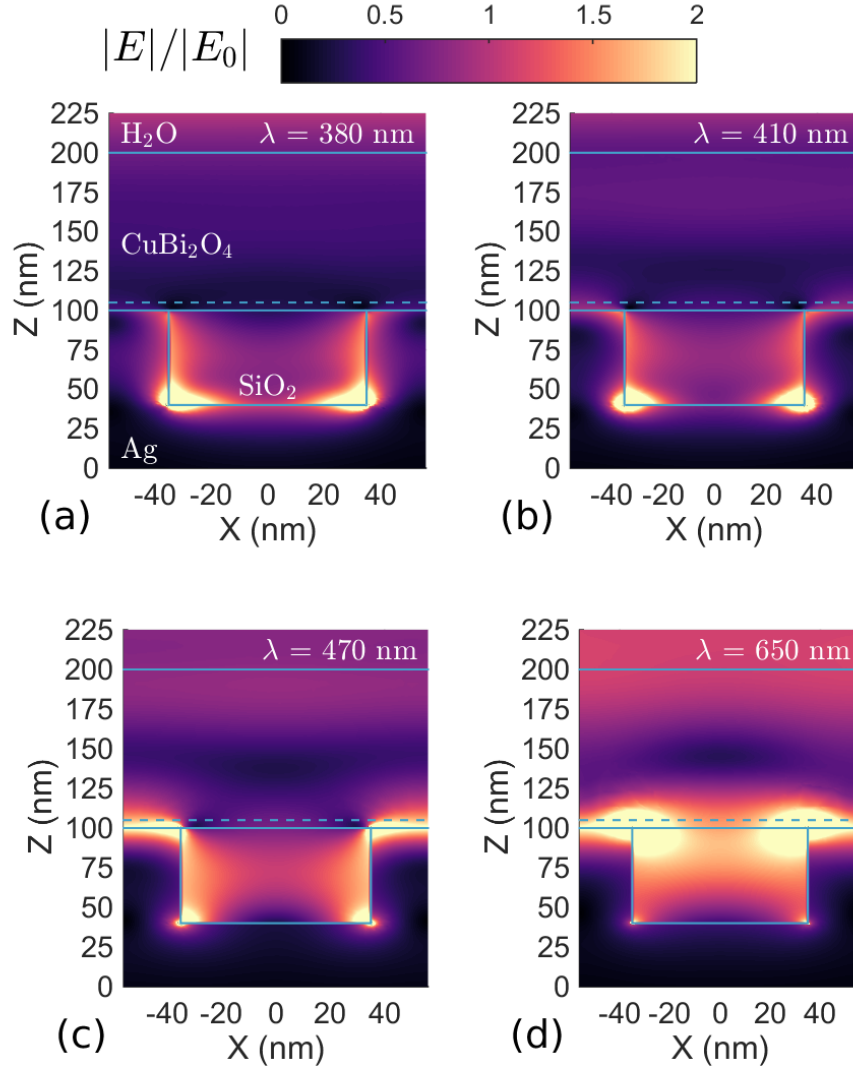 0 0.5 1 1.5 2
|E|/|E₀|
225
200
175
150
125
100
75
50
25
0
Z (nm)
H₂O λ = 380 nm
CuBi₂O₄
SiO₂
Ag
-40 -20 0 20 40
X (nm)
(a)
225
200
175
150
125
100
75
50
25
0
Z (nm)
λ = 410 nm
-40 -20 0 20 40
X (nm)
(b)
225
200
175
150
125
100
75
50
25
0
Z (nm)
λ = 470 nm
-40 -20 0 20 40
X (nm)
(c)
225
200
175
150
125
100
75
50
25
0
Z (nm)
λ = 650 nm
-40 -20 0 20 40
X (nm)
(d)